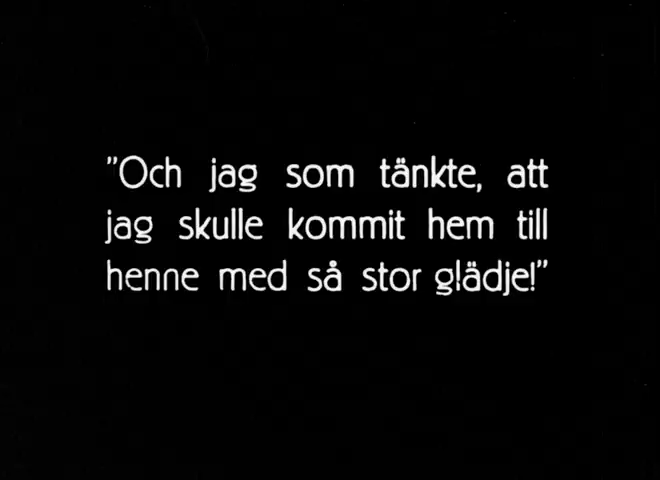 ”Och jag som tänkte, att
jag skulle kommit hem till
henne med så stor glädje!”